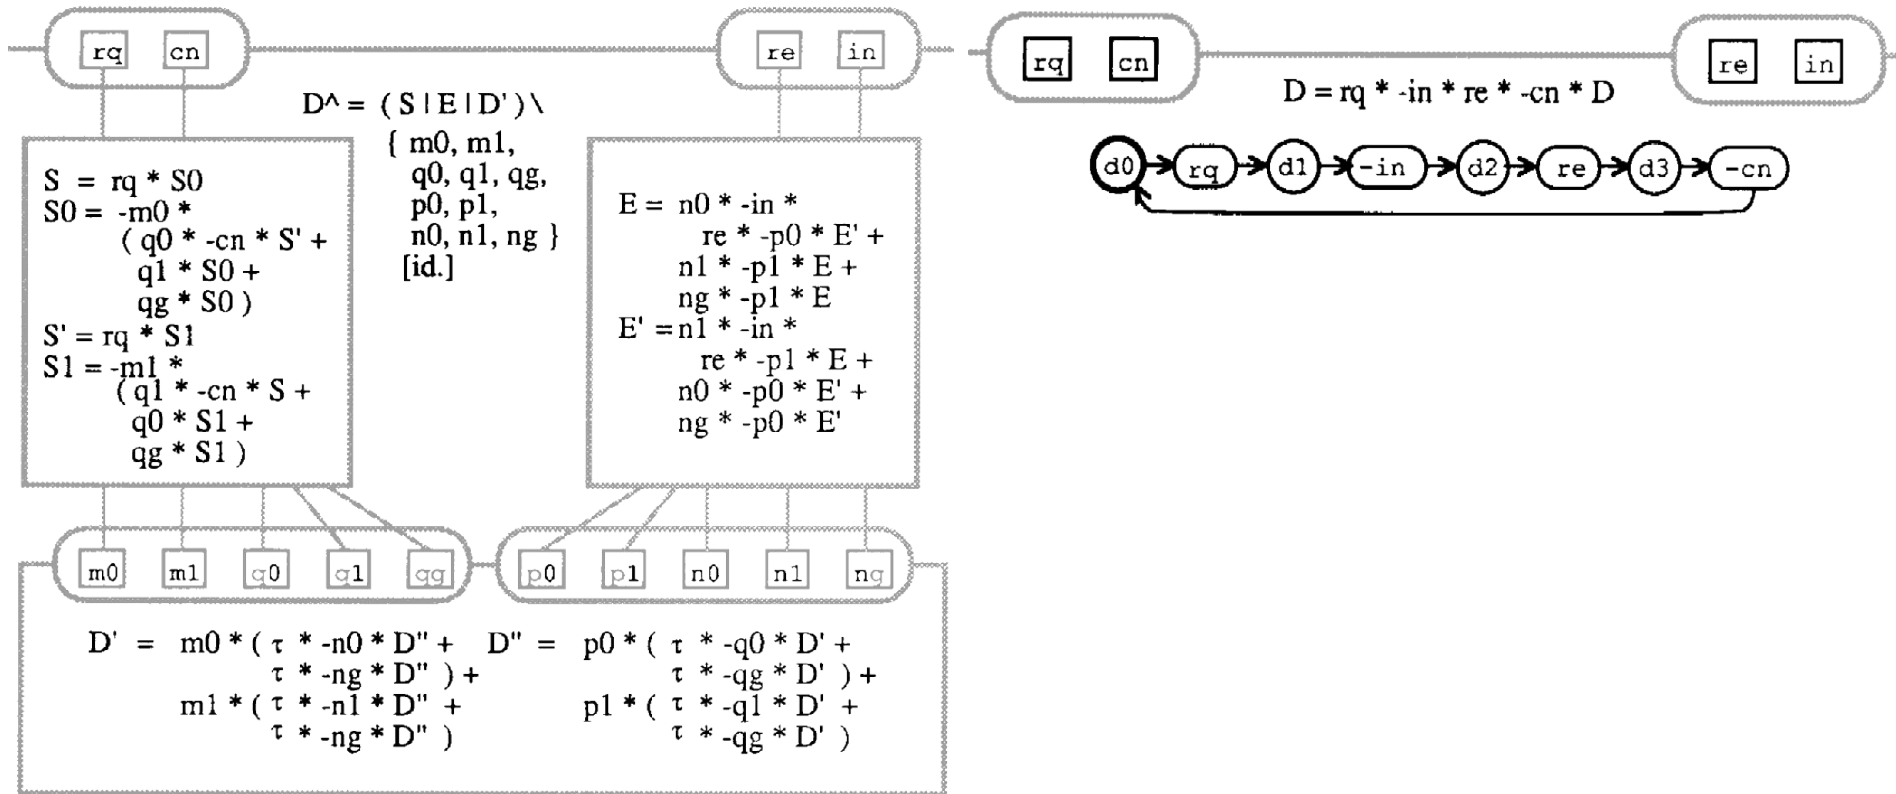 rq cn
re in
D^ = ( S | E | D' ) \
{ m0, m1,
q0, q1, qg,
p0, p1,
n0, n1, ng }
[id.]
S = rq * S0
S0 = -m0 *
( q0 * -cn * S' +
q1 * S0 +
qg * S0 )
S' = rq * S1
S1 = -m1 *
( q1 * -cn * S +
q0 * S1 +
qg * S1 )
E = n0 * -in *
re * -p0 * E' +
n1 * -p1 * E +
ng * -p1 * E
E' = n1 * -in *
re * -p1 * E +
n0 * -p0 * E' +
ng * -p0 * E'
m0 m1 q0 q1 qg
p0 p1 n0 n1 ng
D' = m0 * ( τ * -n0 * D" +
τ * -ng * D" ) +
m1 * ( τ * -n1 * D" +
τ * -ng * D" )
D" = p0 * ( τ * -q0 * D' +
τ * -qg * D' ) +
p1 * ( τ * -q1 * D' +
τ * -qg * D' )
rq cn
re in
D = rq * -in * re * -cn * D
d0 rq d1 -in d2 re d3 -cn